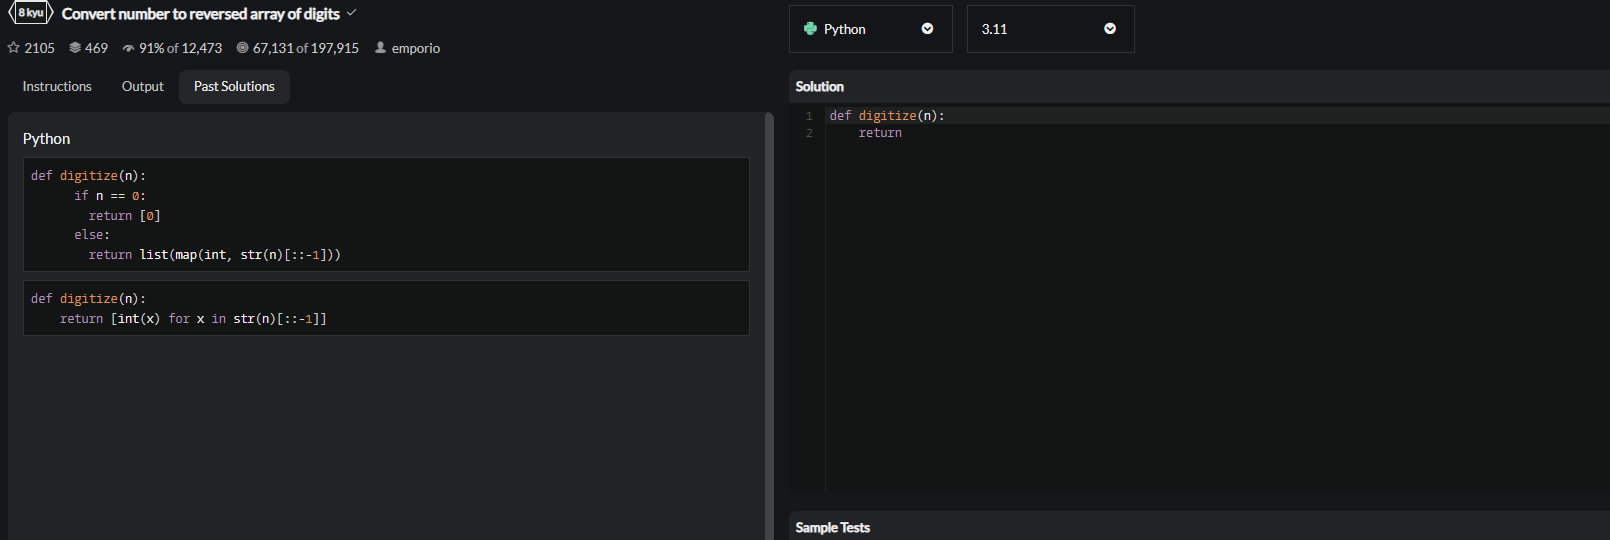 8 kyu Convert number to reversed array of digits
2105 469 91% of 12,473 67,131 of 197,915 emporio
Instructions Output Past Solutions
Python
def digitize(n):
      if n == 0:
        return [0]
      else:
        return list(map(int, str(n)[::-1]))
def digitize(n):
    return [int(x) for x in str(n)[::-1]]
Python 3.11
Solution
1 def digitize(n):
2     return
Sample Tests